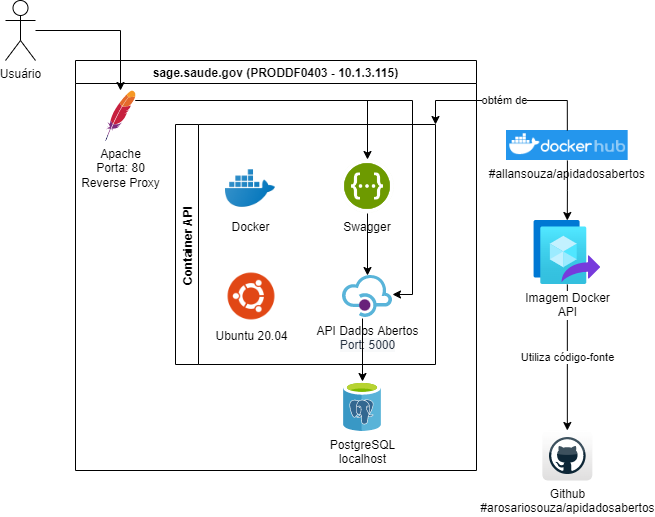 Usuário
sage.saude.gov (PRODDF0403 - 10.1.3.115)
Apache
Porta: 80
Reverse Proxy
Container API
Docker
Swagger
Ubuntu 20.04
API Dados Abertos
Port: 5000
PostgreSQL
localhost
obtém de
dockerhub
#allansouza/apidadosabertos
Imagem Docker
API
Utiliza código-fonte
Github
#arosariosouza/apidadosabertos